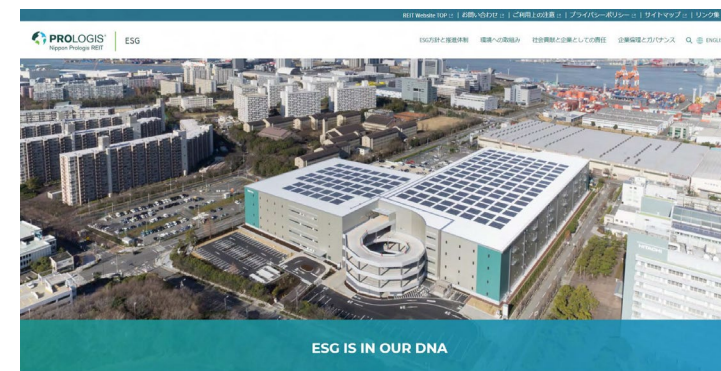 REIT Website TOP | お問い合わせ | ご利用上の注意 | プライバシーポリシー | サイトマップ | リンク集
PROLOGIS
Nippon Prologis REIT
ESG
ESG方針と推進体制 環境への取組み 社会貢献と企業としての責任 企業倫理とガバナンス ENGLI
ESG IS IN OUR DNA